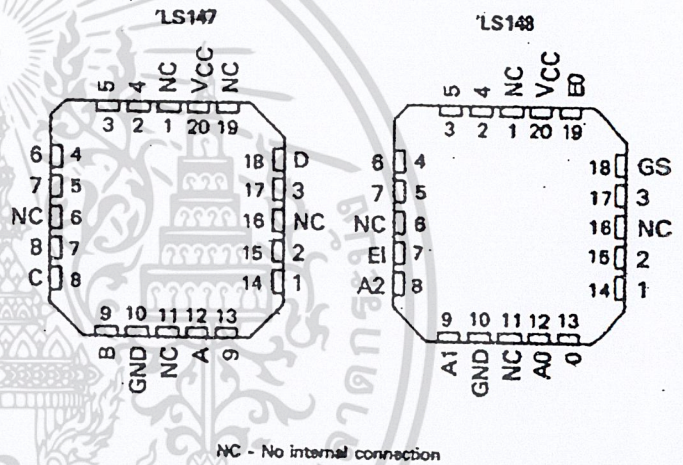 'LS147
'LS148
5 4 NC VCC NC
3 2 1 20 19
6 4
7 5
NC 6
8 7
C 8
18 D
17 3
16 NC
15 2
14 1
9 10 11 12 13
B GND NC A 9
5 4 NC VCC E0
3 2 1 20 19
6 4
7 5
NC 6
EI 7
A2 8
18 GS
17 3
16 NC
15 2
14 1
9 10 11 12 13
A1 GND NC A0 0
NC - No internal connection